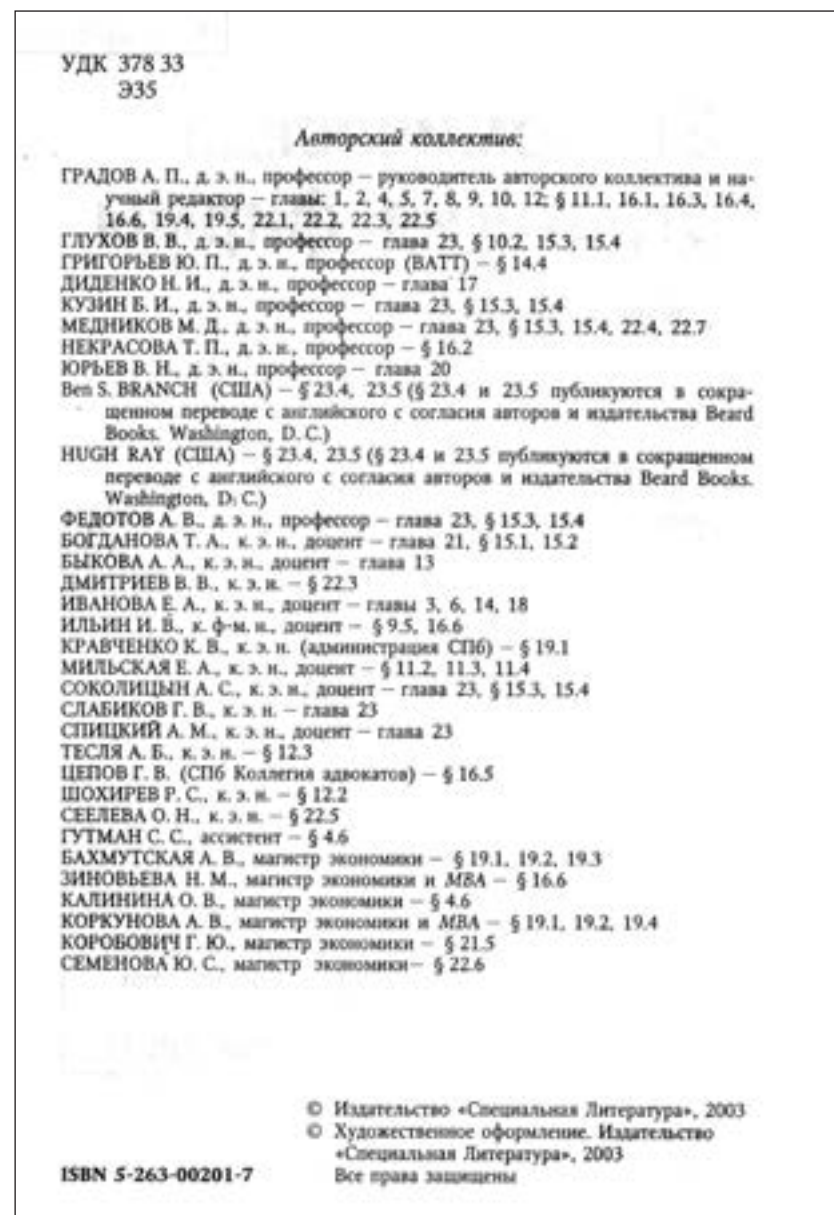 УДК 378 33
Э35
Авторский коллектив:
ГРАДОВ А. П., д. э. н., профессор — руководитель авторского коллектива и на-
учный редактор — главы: 1, 2, 4, 5, 7, 8, 9, 10, 12; § 11.1, 16.1, 16.3, 16.4,
16.6, 19.4, 19.5, 22.1, 22.2, 22.3, 22.5
ГЛУХОВ В. В., д. э. н., профессор — глава 23, § 10.2, 15.3, 15.4
ГРИГОРЬЕВ Ю. П., д. э. н., профессор (ВАТТ) — § 14.4
ДИДЕНКО Н. И., д. э. н., профессор — глава 17
КУЗИН Б. И., д. э. н., профессор — глава 23, § 15.3, 15.4
МЕДНИКОВ М. Д., д. э. н., профессор — глава 23, § 15.3, 15.4, 22.4, 22.7
НЕКРАСОВА Т. П., д. э. н., профессор — § 16.2
ЮРЬЕВ В. Н., д. э. н., профессор — глава 20
Ben S. BRANCH (США) — § 23.4, 23.5 (§ 23.4 и 23.5 публикуются в сокра-
щенном переводе с английского с согласия авторов и издательства Beard
Books. Washington, D. C.)
HUGH RAY (США) — § 23.4, 23.5 (§ 23.4 и 23.5 публикуются в сокращенном
переводе с английского с согласия авторов и издательства Beard Books.
Washington, D. C.)
ФЕДОТОВ А. В., д. э. н., профессор — глава 23, § 15.3, 15.4
БОГДАНОВА Т. А., к. э. н., доцент — глава 21, § 15.1, 15.2
БЫКОВА А. А., к. э. н., доцент — глава 13
ДМИТРИЕВ В. В., к. э. н. — § 22.3
ИВАНОВА Е. А., к. э. н., доцент — главы 3, 6, 14, 18
ИЛЬИН И. В., к. ф-м. н., доцент — § 9.5, 16.6
КРАВЧЕНКО К. В., к. э. н. (администрация СПб) — § 19.1
МИЛЬСКАЯ Е. А., к. э. н., доцент — § 11.2, 11.3, 11.4
СОКОЛИЦЫН А. С., к. э. н., доцент — глава 23, § 15.3, 15.4
СЛАБИКОВ Г. В., к. э. н. — глава 23
СПИЦКИЙ А. М., к. э. н., доцент — глава 23
ТЕСЛЯ А. Б., к. э. н. — § 12.3
ЦЕПОВ Г. В. (СПб Коллегия адвокатов) — § 16.5
ШОХИРЕВ Р. С., к. э. н. — § 12.2
СЕЕЛЕВА О. Н., к. э. н. — § 22.5
ГУТМАН С. С., ассистент — § 4.6
БАХМУТСКАЯ А. В., магистр экономики — § 19.1, 19.2, 19.3
ЗИНОВЬЕВА Н. М., магистр экономики и MBA — § 16.6
КАЛИНИНА О. В., магистр экономики — § 4.6
КОРКУНОВА А. В., магистр экономики и MBA — § 19.1, 19.2, 19.4
КОРОБОВИЧ Г. Ю., магистр экономики — § 21.5
СЕМЕНОВА Ю. С., магистр экономики— § 22.6
© Издательство «Специальная Литература», 2003
© Художественное оформление. Издательство
«Специальная Литература», 2003
ISBN 5-263-00201-7 Все права защищены